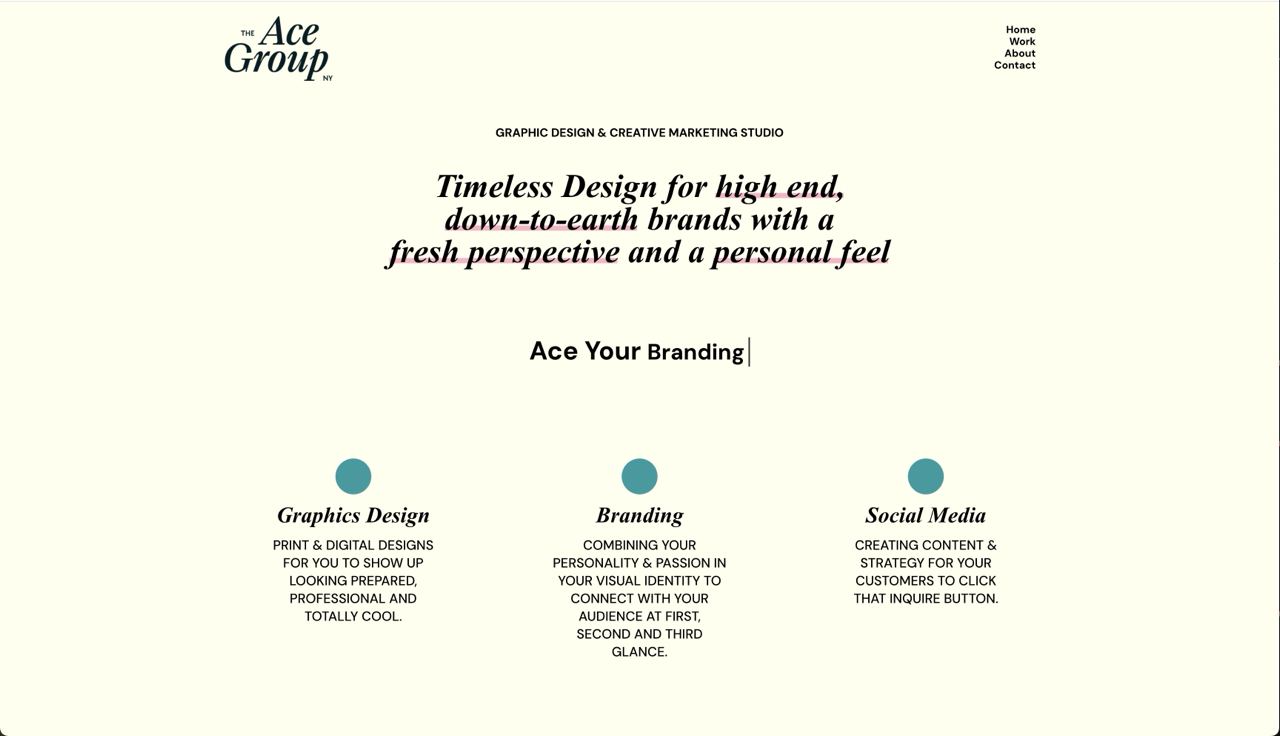 THE Ace
Group NY
Home
Work
About
Contact
GRAPHIC DESIGN & CREATIVE MARKETING STUDIO
Timeless Design for high end,
down-to-earth brands with a
fresh perspective and a personal feel
Ace Your Branding
Graphics Design
PRINT & DIGITAL DESIGNS
FOR YOU TO SHOW UP
LOOKING PREPARED,
PROFESSIONAL AND
TOTALLY COOL.
Branding
COMBINING YOUR
PERSONALITY & PASSION IN
YOUR VISUAL IDENTITY TO
CONNECT WITH YOUR
AUDIENCE AT FIRST,
SECOND AND THIRD
GLANCE.
Social Media
CREATING CONTENT &
STRATEGY FOR YOUR
CUSTOMERS TO CLICK
THAT INQUIRE BUTTON.